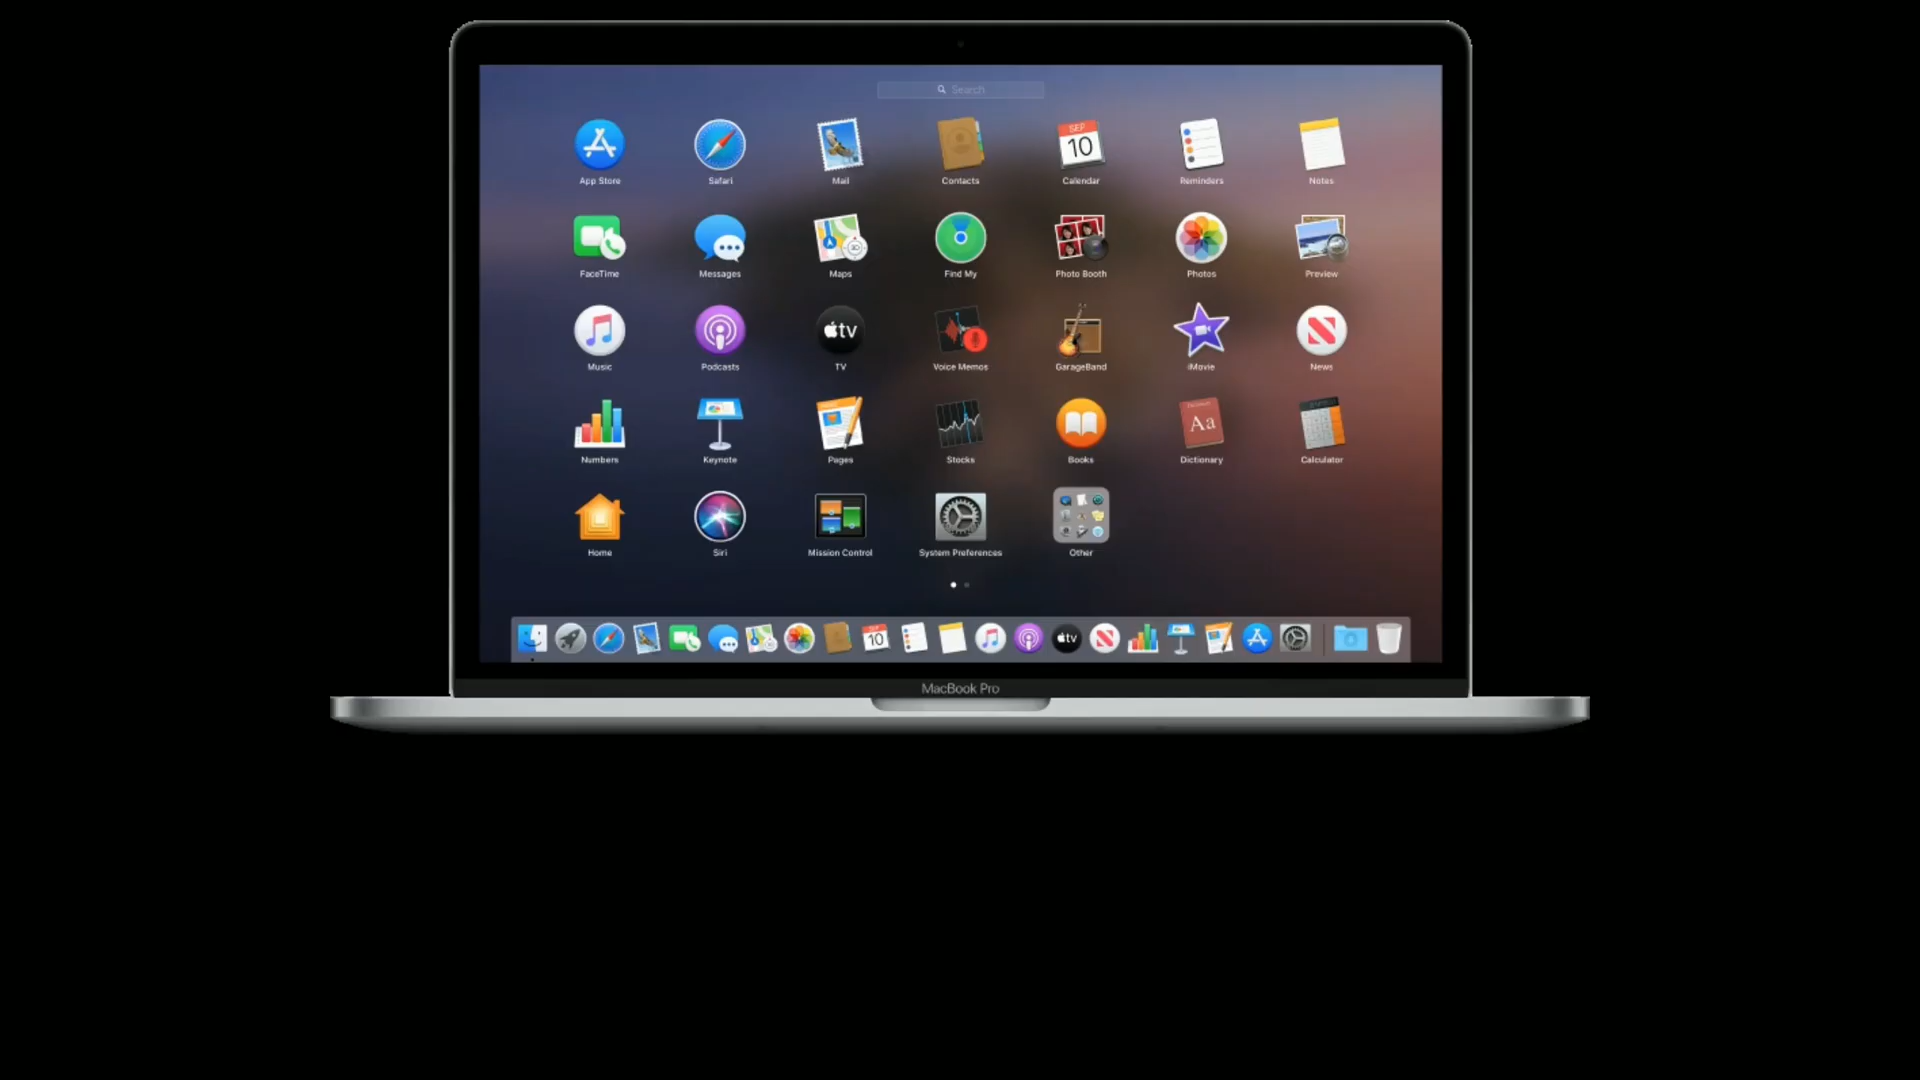 Search
App Store Safari Mail Contacts Calendar Reminders Notes
SEP
10
FaceTime Messages Maps Find My Photo Booth Photos Preview
tv
Music Podcasts TV Voice Memos GarageBand iMovie News
Aa
Numbers Keynote Pages Stocks Books Dictionary Calculator
Home Siri Mission Control System Preferences Other
10 tv
MacBook Pro